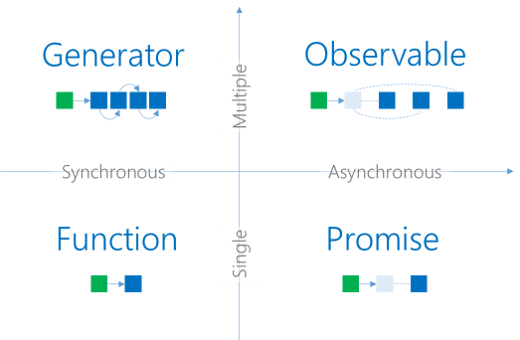 Generator
Observable
Multiple
Synchronous
Asynchronous
Function
Promise
Single